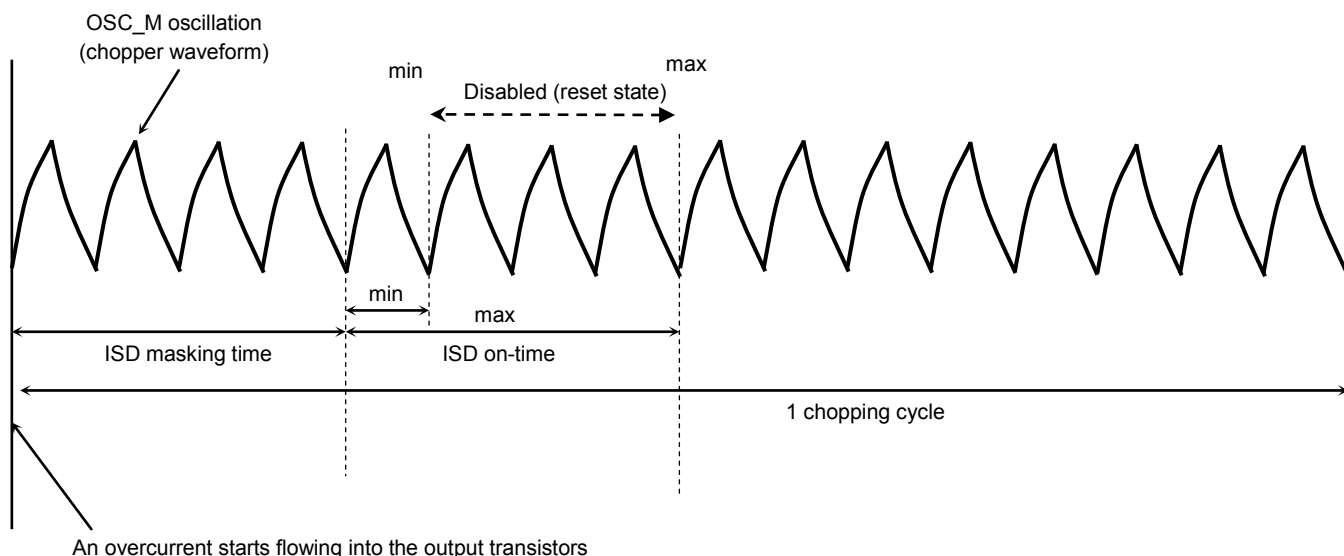 OSC_M oscillation
(chopper waveform)
min
max
Disabled (reset state)
min
max
ISD masking time
ISD on-time
1 chopping cycle
An overcurrent starts flowing into the output transistors